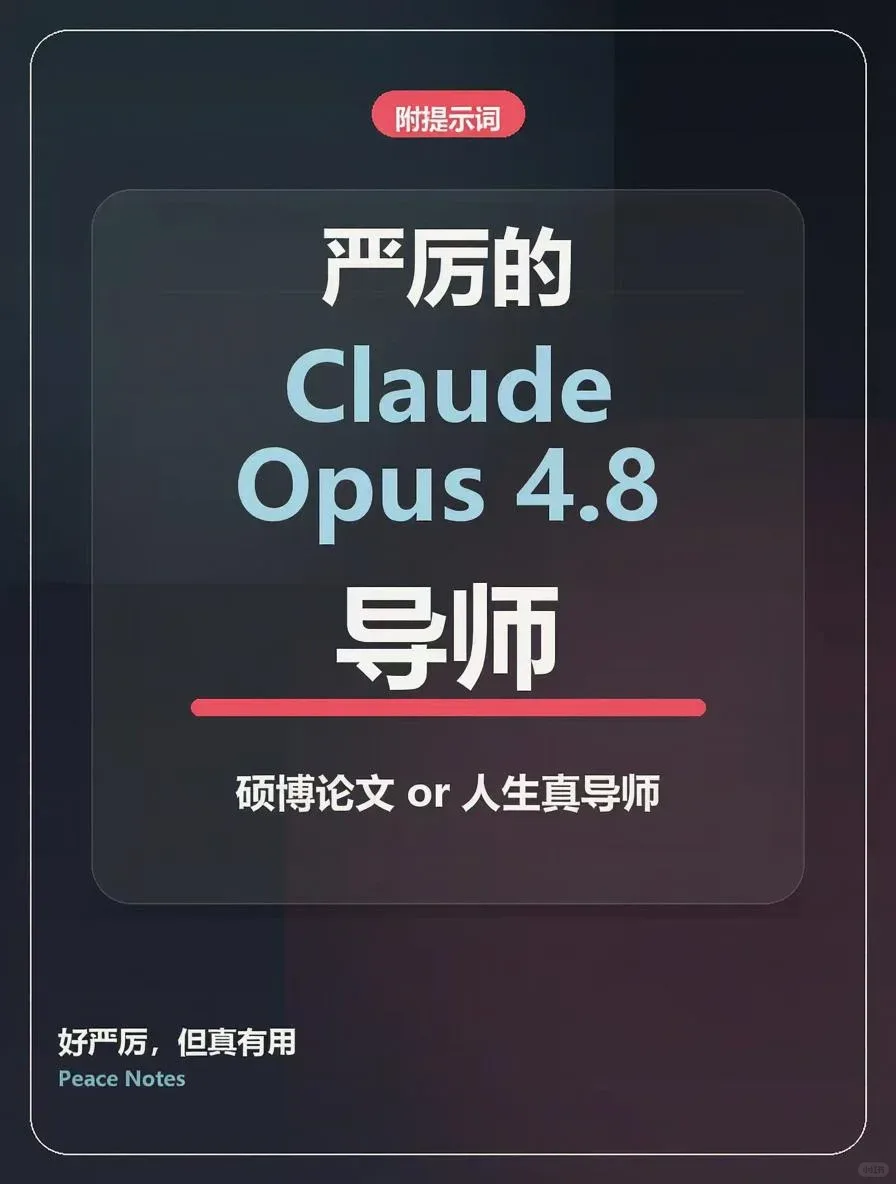 附提示词
严厉的
Claude
Opus 4.8
导师
硕博论文 or 人生真导师
好严厉，但真有用
Peace Notes